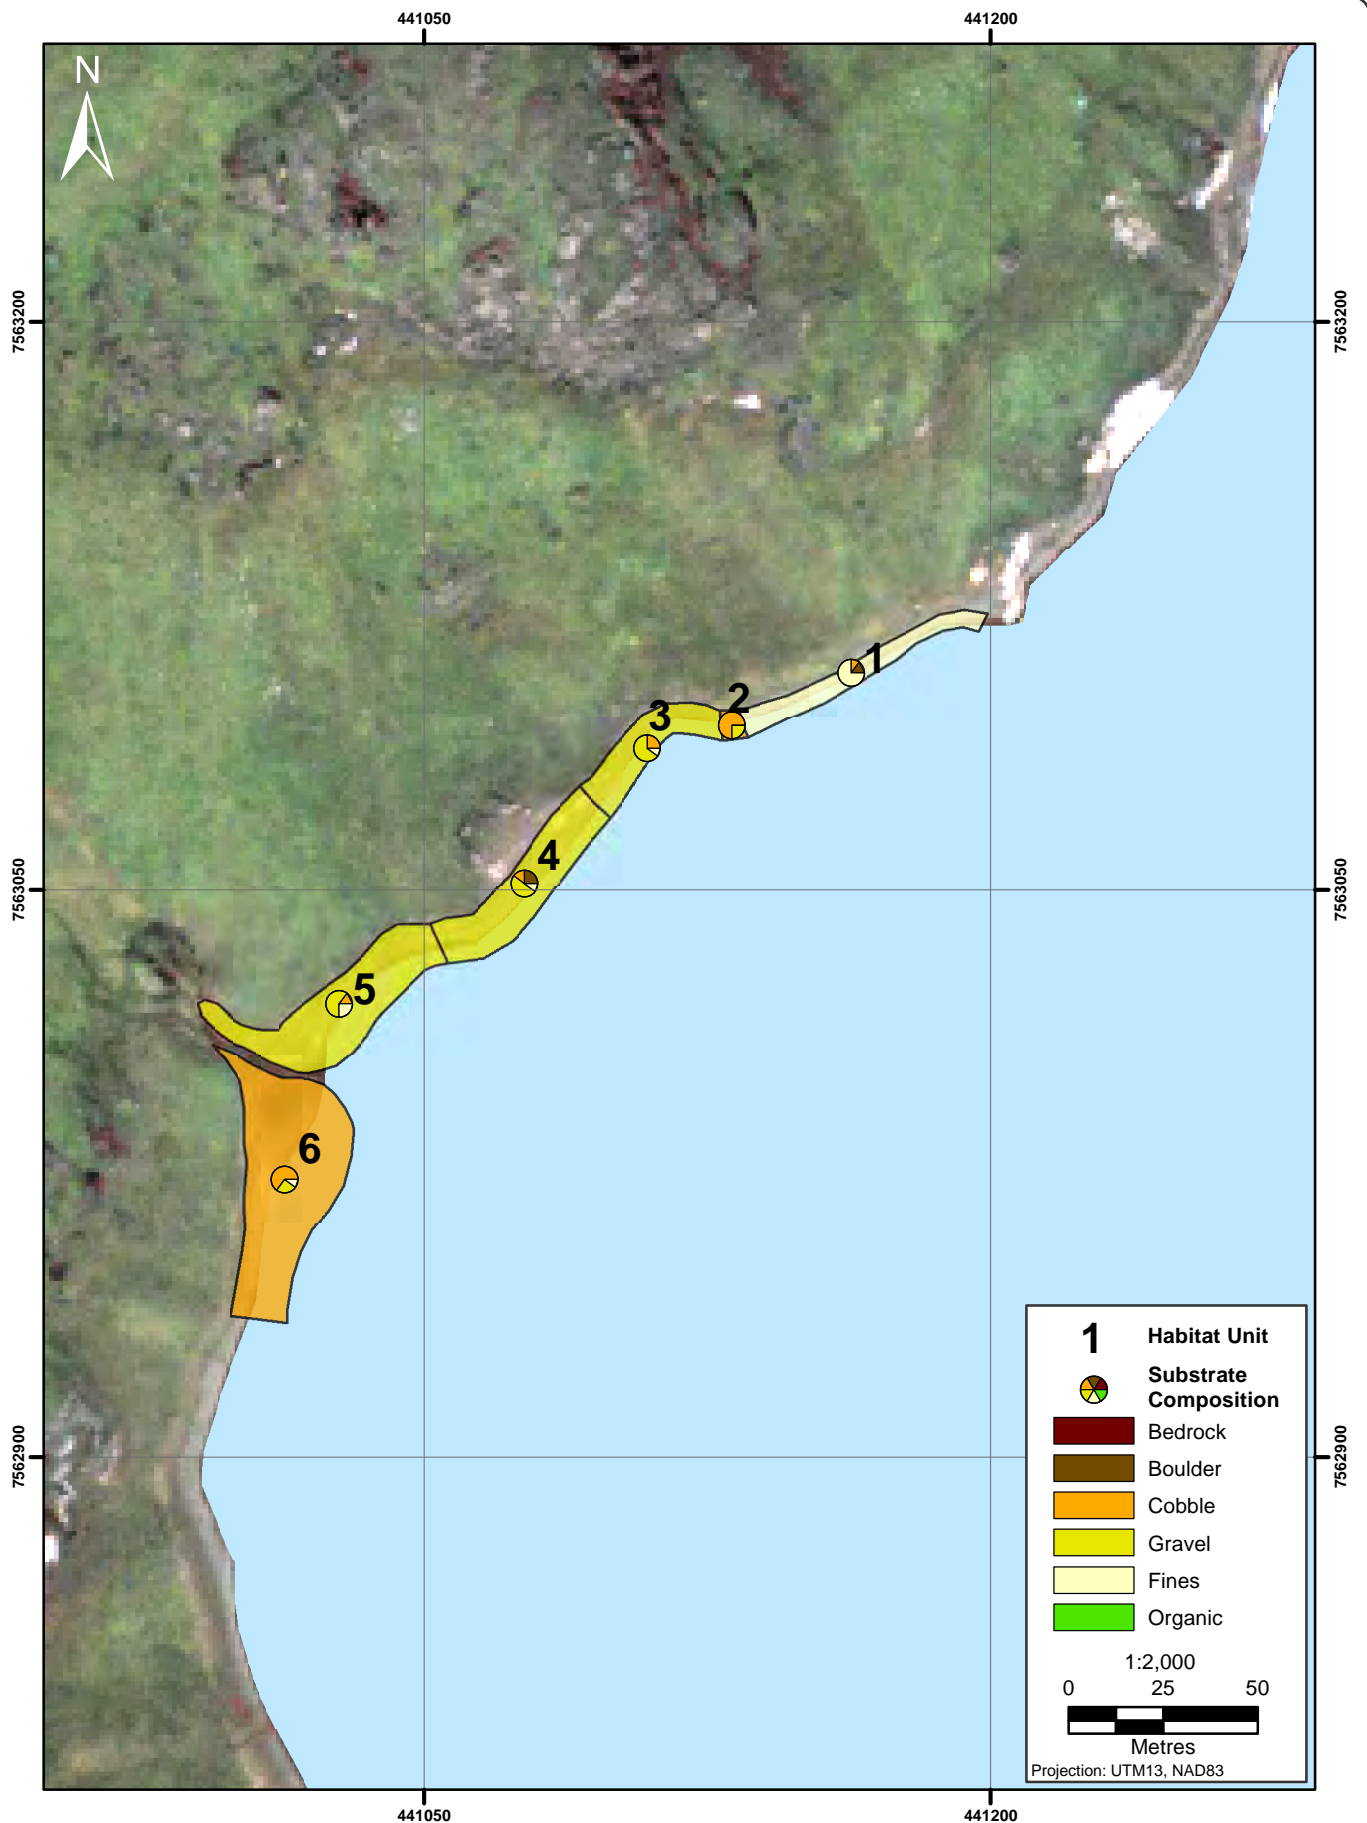 441050
441200
N
7563200
7563200
1
2
3
4
7563050
7563050
5
6
1
Habitat Unit
Substrate
Composition
Bedrock
Boulder
Cobble
Gravel
Fines
Organic
7562900
7562900
1:2,000
0 25 50
Metres
Projection: UTM13, NAD83
441050
441200